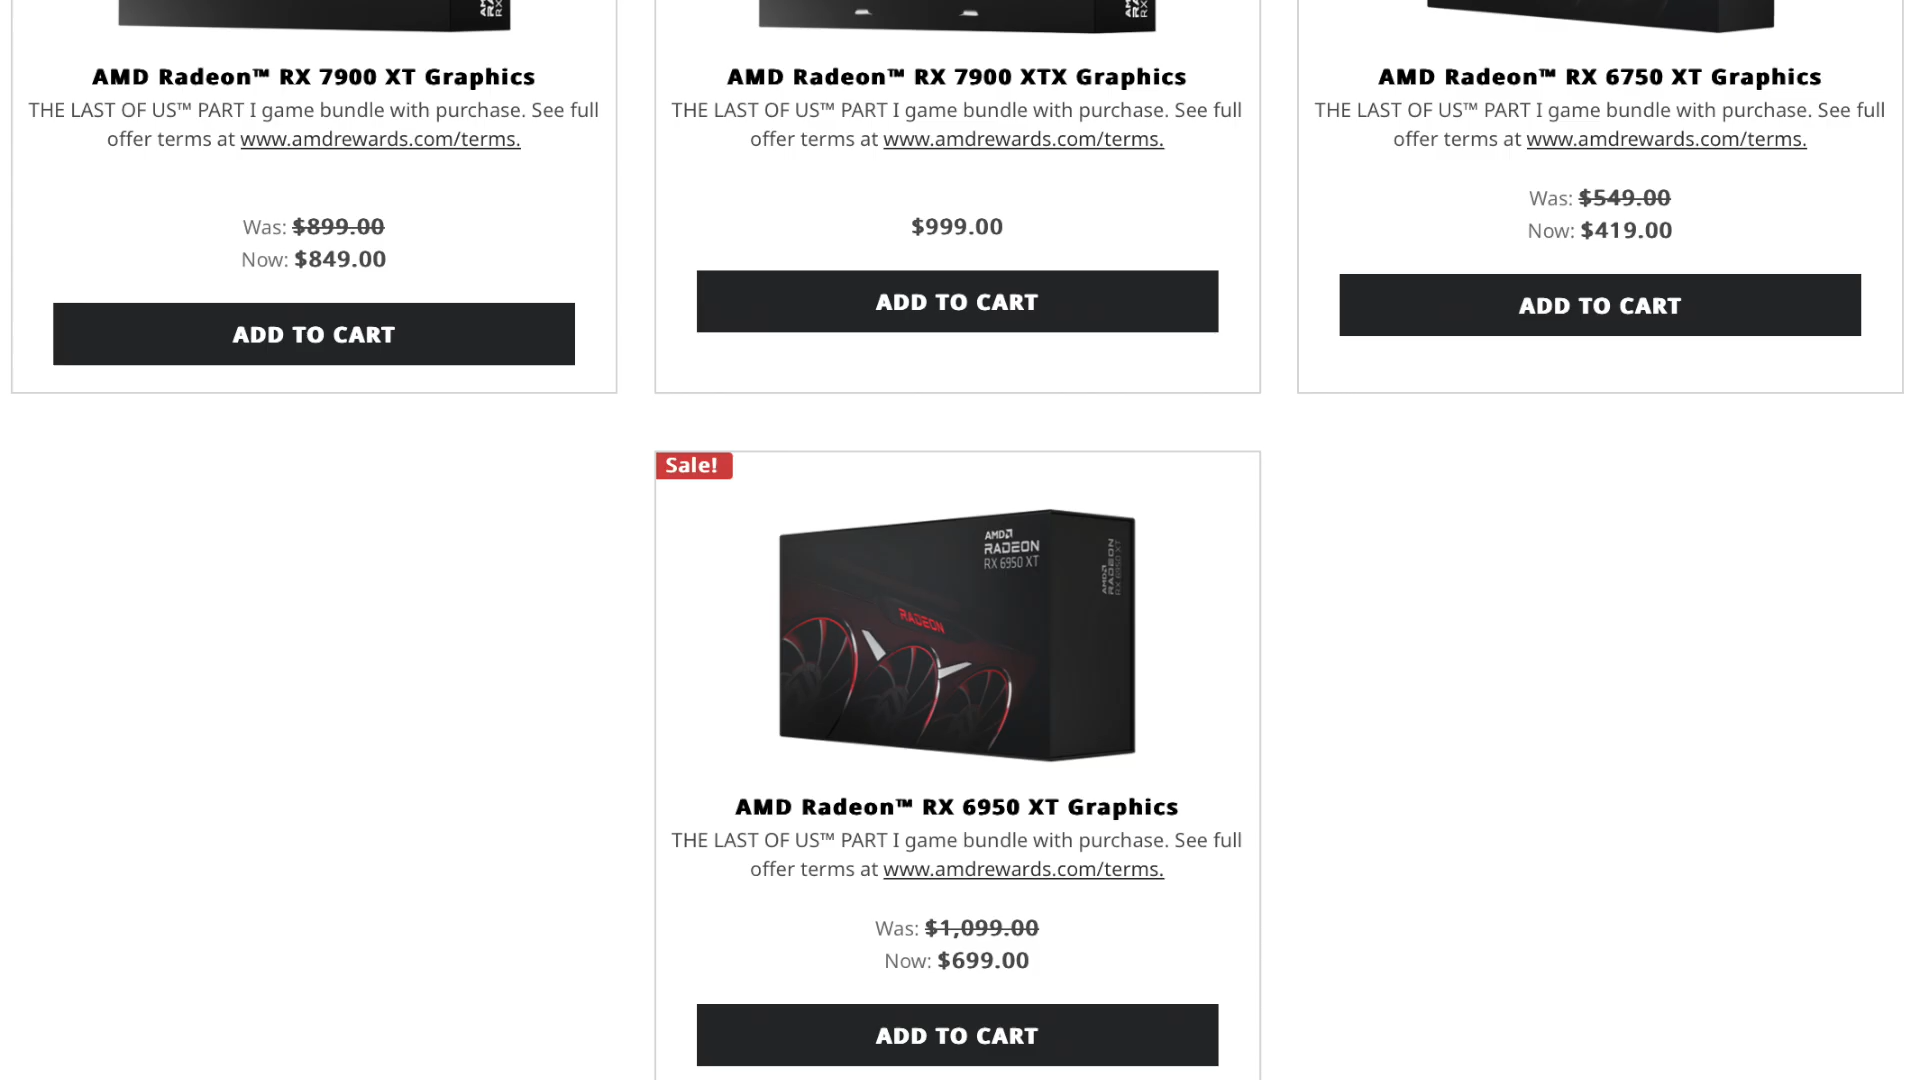 AMD Radeon™ RX 7900 XT Graphics
THE LAST OF US™ PART I game bundle with purchase. See full
offer terms at www.amdrewards.com/terms.
Was: $899.00
Now: $849.00
ADD TO CART
AMD Radeon™ RX 7900 XTX Graphics
THE LAST OF US™ PART I game bundle with purchase. See full
offer terms at www.amdrewards.com/terms.
$999.00
ADD TO CART
AMD Radeon™ RX 6750 XT Graphics
THE LAST OF US™ PART I game bundle with purchase. See full
offer terms at www.amdrewards.com/terms.
Was: $549.00
Now: $419.00
ADD TO CART
Sale!
AMD
RADEON
RX 6950 XT
AMD
RADEON
RX 6950 XT
RADEON
AMD Radeon™ RX 6950 XT Graphics
THE LAST OF US™ PART I game bundle with purchase. See full
offer terms at www.amdrewards.com/terms.
Was: $1,099.00
Now: $699.00
ADD TO CART